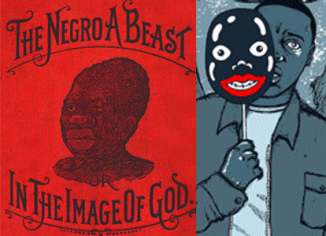 THE NEGRO A BEAST
OR
IN THE IMAGE OF GOD.